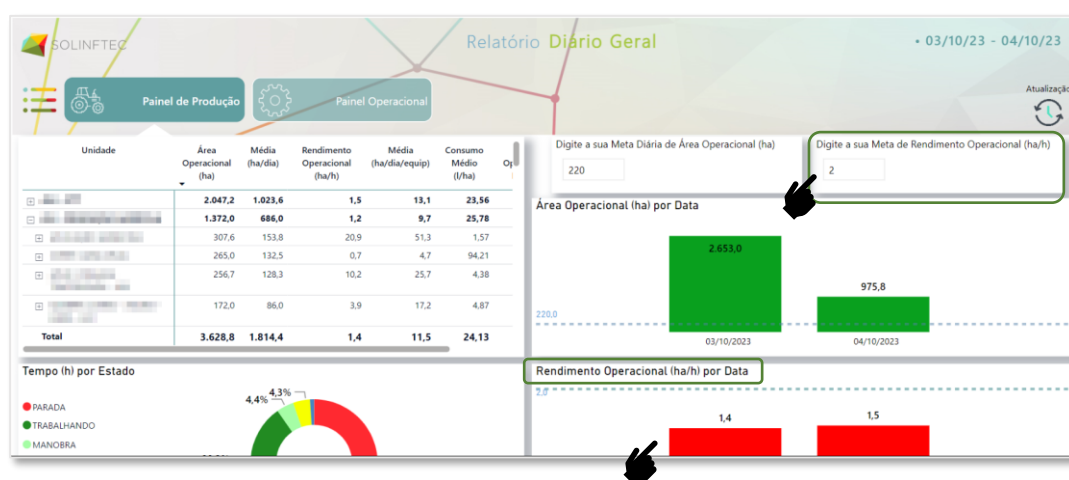 SOLINFTEC
Relatório Diário Geral
• 03/10/23 - 04/10/23
Painel de Produção
Painel Operacional
Atualização
Unidade Área Operacional (ha) Média (ha/dia) Rendimento Operacional (ha/h) Média (ha/dia/equip) Consumo Médio (l/ha)
2.047,2 1.023,6 1,5 13,1 23,56
1.372,0 686,0 1,2 9,7 25,78
307,6 153,8 20,9 51,3 1,57
265,0 132,5 0,7 4,7 94,21
256,7 128,3 10,2 25,7 4,38
172,0 86,0 3,9 17,2 4,87
Total 3.628,8 1.814,4 1,4 11,5 24,13
Digite a sua Meta Diária de Área Operacional (ha)
220
Digite a sua Meta de Rendimento Operacional (ha/h)
2
Área Operacional (ha) por Data
2.653,0
975,8
220,0
03/10/2023 04/10/2023
Tempo (h) por Estado
4,4% 4,3%
PARADA
TRABALHANDO
MANOBRA
Rendimento Operacional (ha/h) por Data
2,0
1,4 1,5